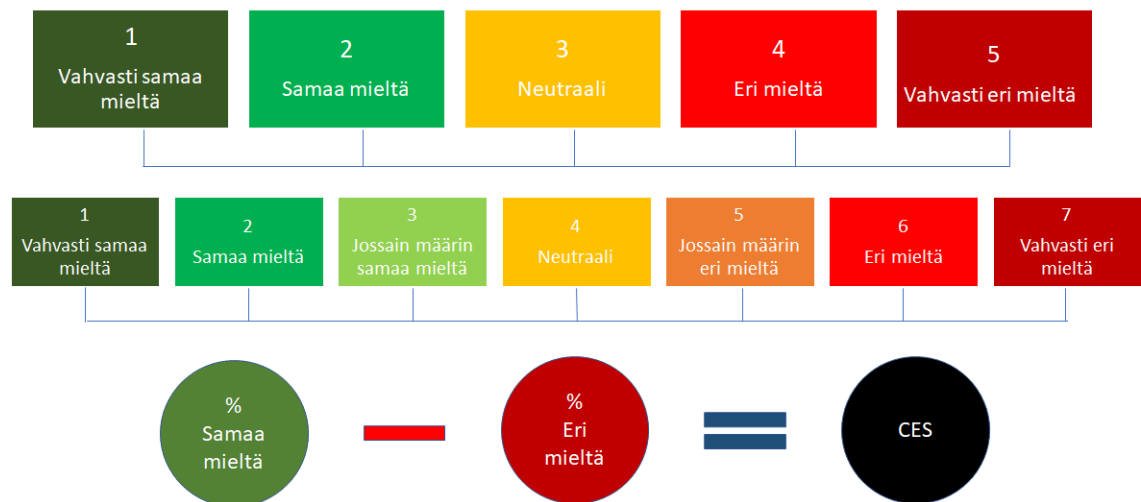 1
Vahvasti samaa
mieltä
2
Samaa mieltä
3
Neutraali
4
Eri mieltä
5
Vahvasti eri mieltä
1
Vahvasti samaa
mieltä
2
Samaa mieltä
3
Jossain määrin
samaa mieltä
4
Neutraali
5
Jossain määrin
eri mieltä
6
Eri mieltä
7
Vahvasti eri
mieltä
%
Samaa
mieltä
%
Eri
mieltä
CES